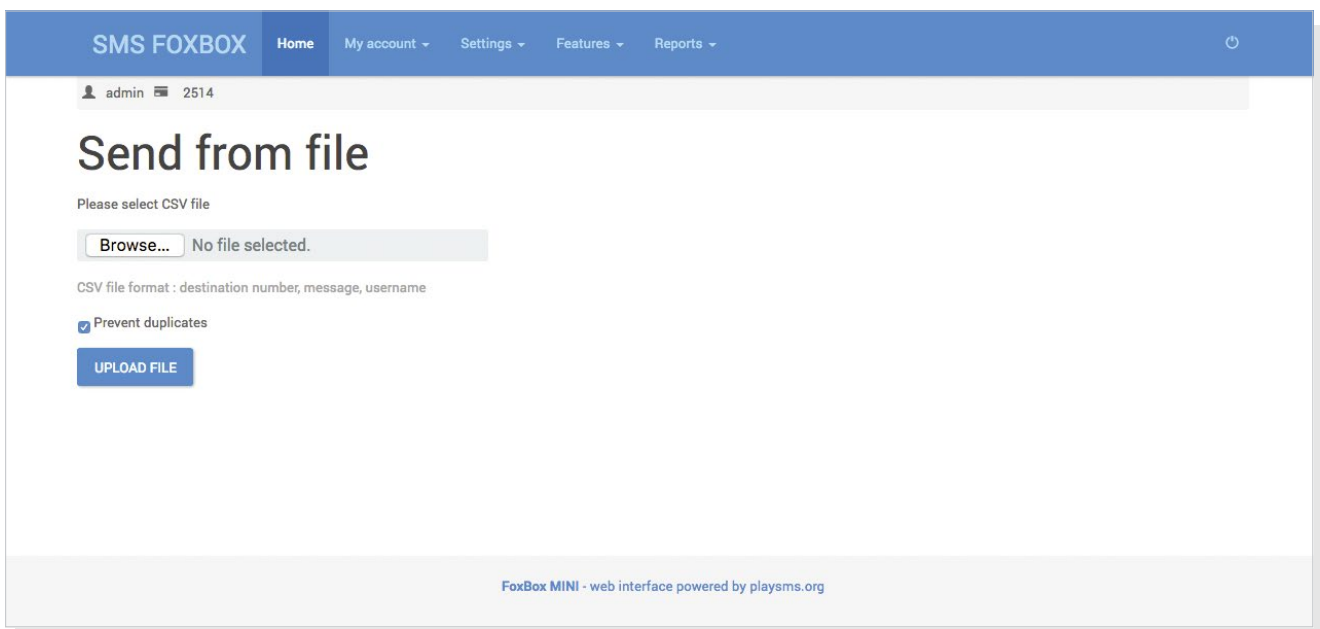 SMS FOXBOX Home My account Settings Features Reports
admin 2514
Send from file
Please select CSV file
Browse... No file selected.
CSV file format : destination number, message, username
Prevent duplicates
UPLOAD FILE
FoxBox MINI - web interface powered by playsms.org